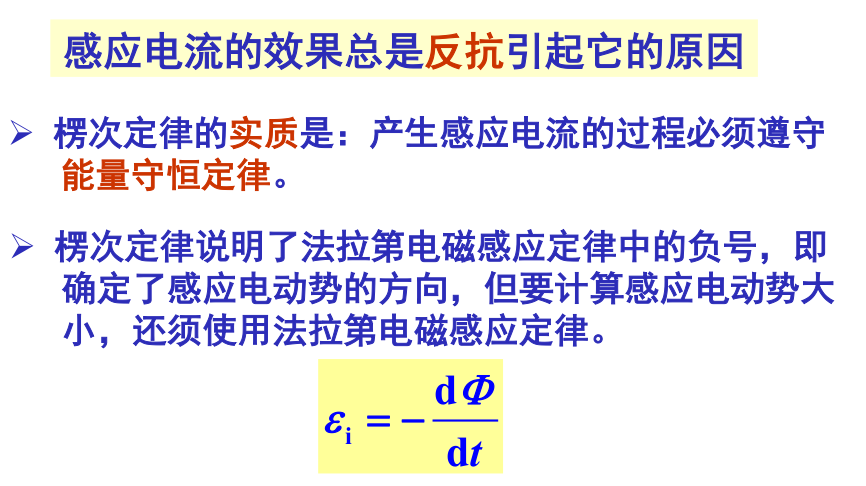 感应电流的效果总是反抗引起它的原因
➢ 楞次定律的实质是：产生感应电流的过程必须遵守
能量守恒定律。
➢ 楞次定律说明了法拉第电磁感应定律中的负号，即
确定了感应电动势的方向，但要计算感应电动势大
小，还须使用法拉第电磁感应定律。
ε_i = − dΦ/dt